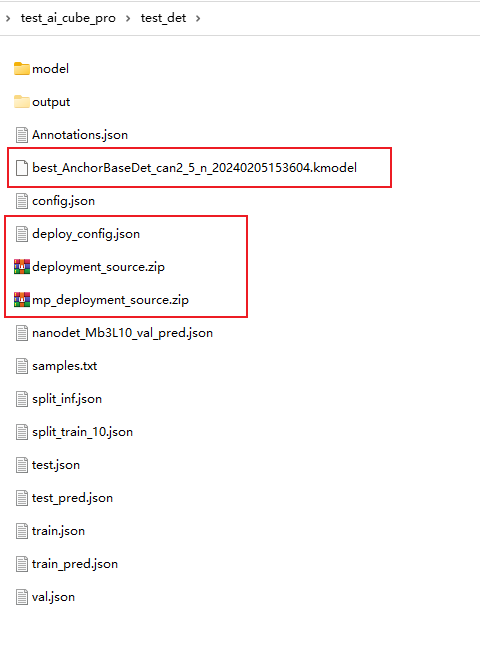 test_ai_cube_pro > test_det >
model
output
Annotations.json
best_AnchorBaseDet_can2_5_n_20240205153604.kmodel
config.json
deploy_config.json
deployment_source.zip
mp_deployment_source.zip
nanodet_Mb3L10_val_pred.json
samples.txt
split_inf.json
split_train_10.json
test.json
test_pred.json
train.json
train_pred.json
val.json